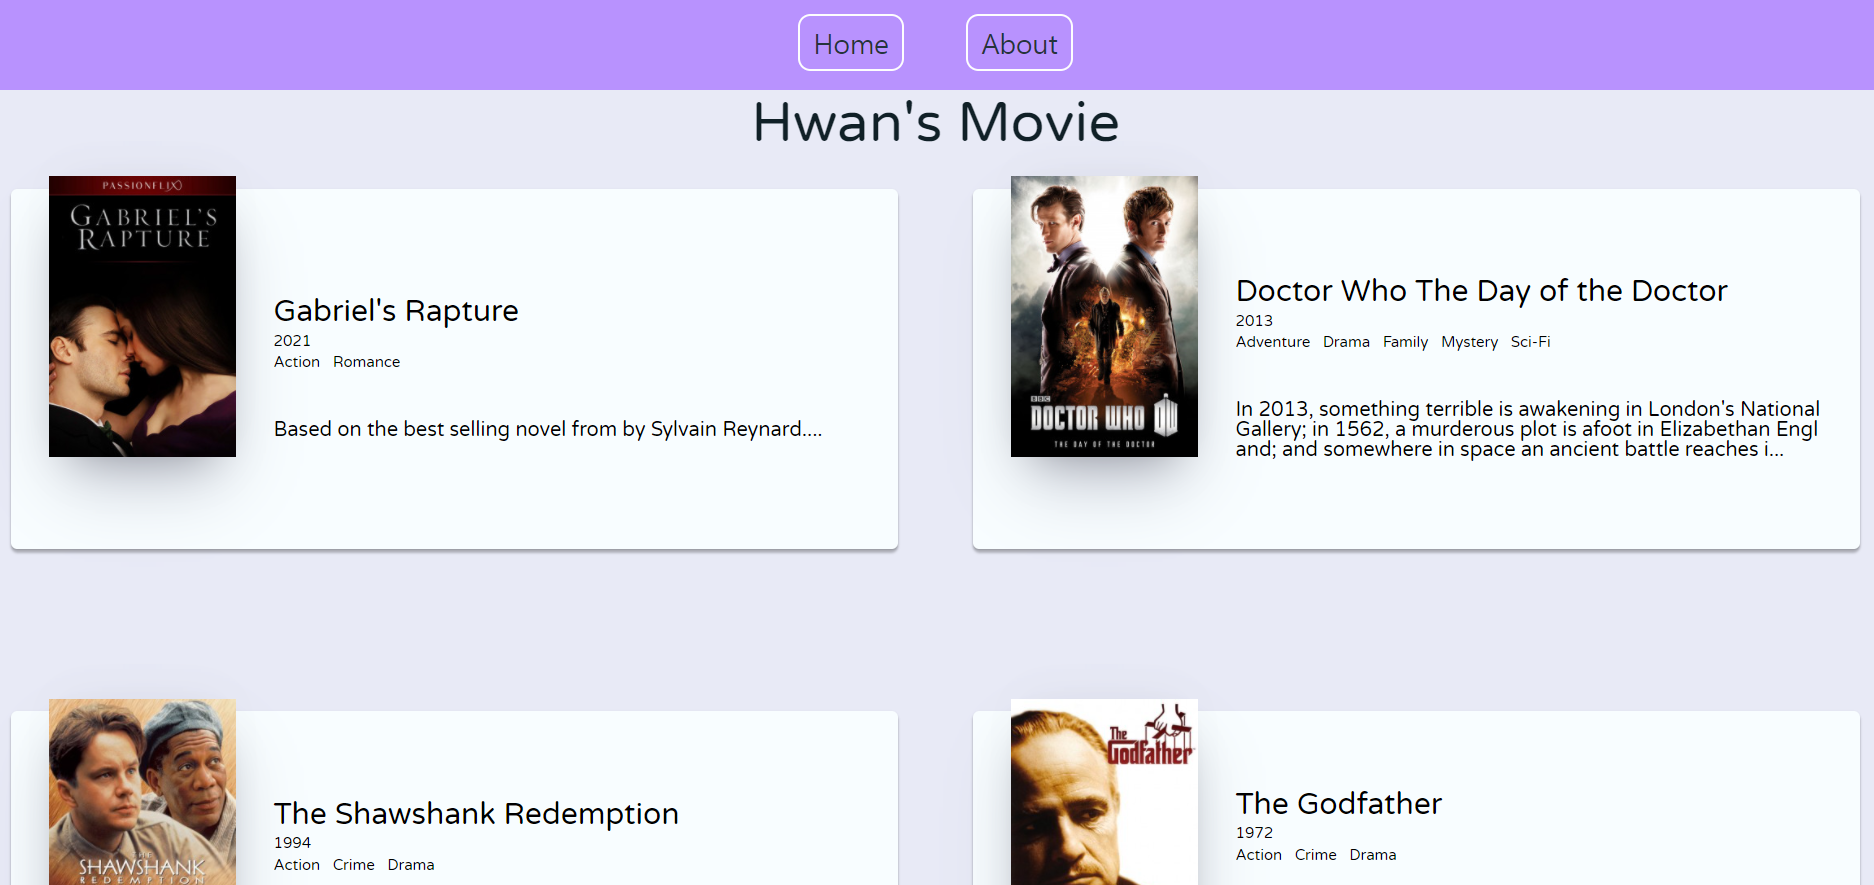 Home
About
Hwan's Movie
PASSIONFLIX
GABRIEL'S
RAPTURE
Gabriel's Rapture
2021
Action Romance
Based on the best selling novel from by Sylvain Reynard....
BBC
DOCTOR WHO DW
THE DAY OF THE DOCTOR
Doctor Who The Day of the Doctor
2013
Adventure Drama Family Mystery Sci-Fi
In 2013, something terrible is awakening in London's National
Gallery; in 1562, a murderous plot is afoot in Elizabethan Engl
and; and somewhere in space an ancient battle reaches i...
THE
SHAWSHANK
REDEMPTION
The Shawshank Redemption
1994
Action Crime Drama
The
Godfather
The Godfather
1972
Action Crime Drama